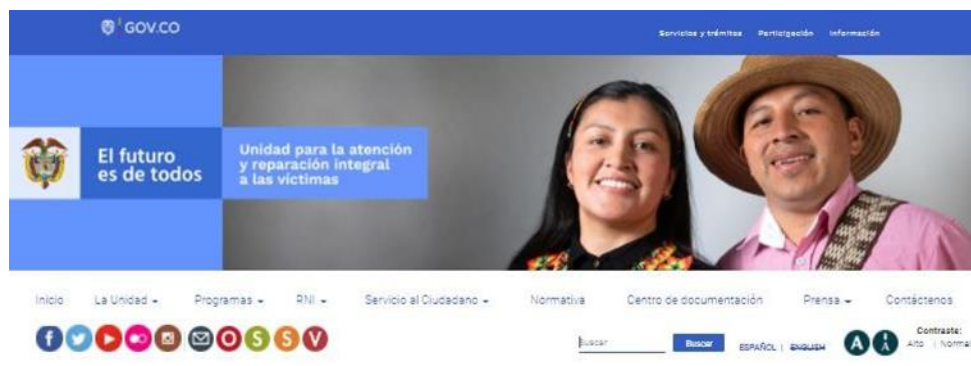 GOV.CO
Servicios y trámites Participación Información
El futuro
es de todos
Unidad para la atención
y reparación integral
a las víctimas
Inicio La Unidad Programas RNI Servicio al Ciudadano Normativa Centro de documentación Prensa Contáctenos
f O S S V
Buscar Buscar ESPAÑOL | ENGLISH A A A Contraste:
Alto | Normal